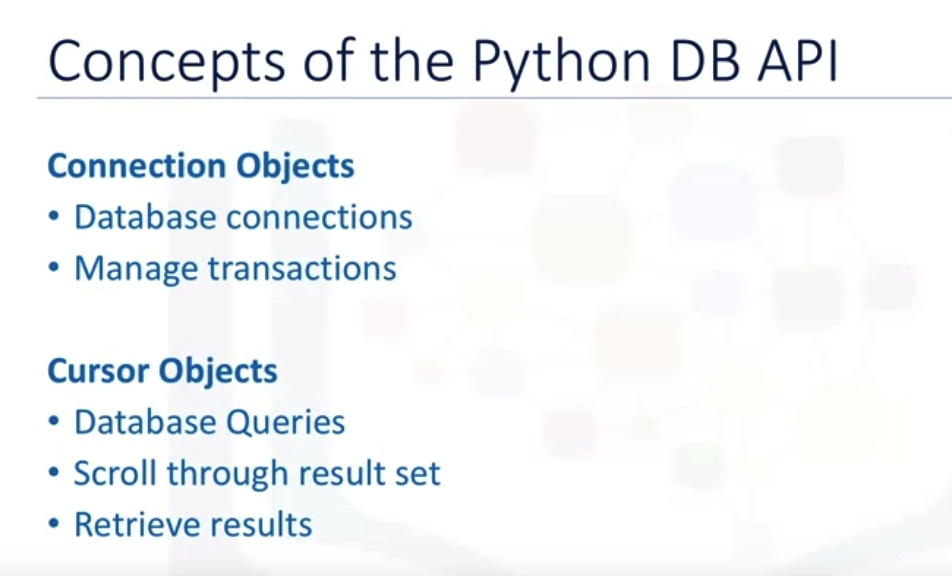 Concepts of the Python DB API
Connection Objects
• Database connections
• Manage transactions
Cursor Objects
• Database Queries
• Scroll through result set
• Retrieve results